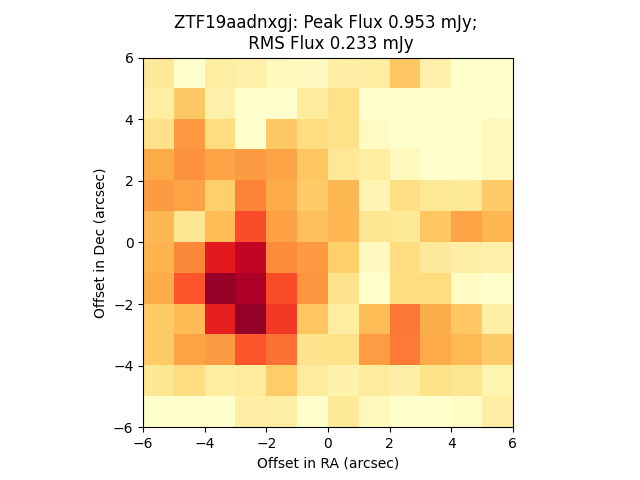 ZTF19aadnxgj: Peak Flux 0.953 mJy;
RMS Flux 0.233 mJy
6
4
2
0
−2
−4
−6
Offset in Dec (arcsec)
−6 −4 −2 0 2 4 6
Offset in RA (arcsec)